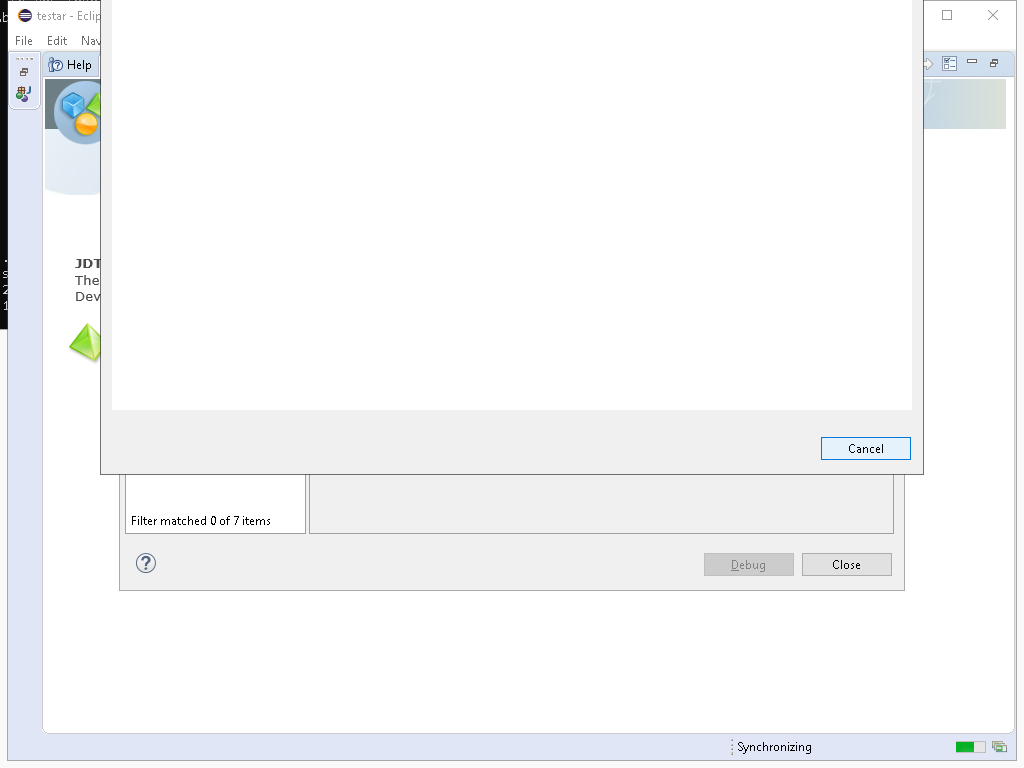 testar - Eclip
File Edit Nav
Help
JDT
The
Dev
Cancel
Filter matched 0 of 7 items
Debug
Close
Synchronizing